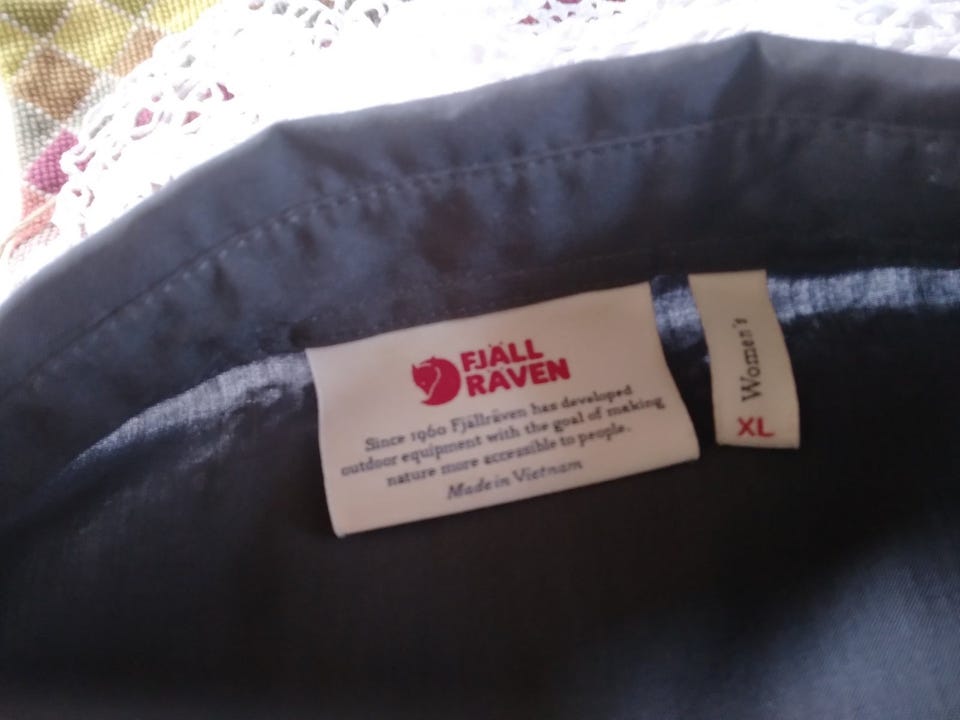 FJÄLL
RÄVEN
Since 1960 Fjällräven has developed
outdoor equipment with the goal of making
nature more accessible to people.
Made in Vietnam
Women's
XL